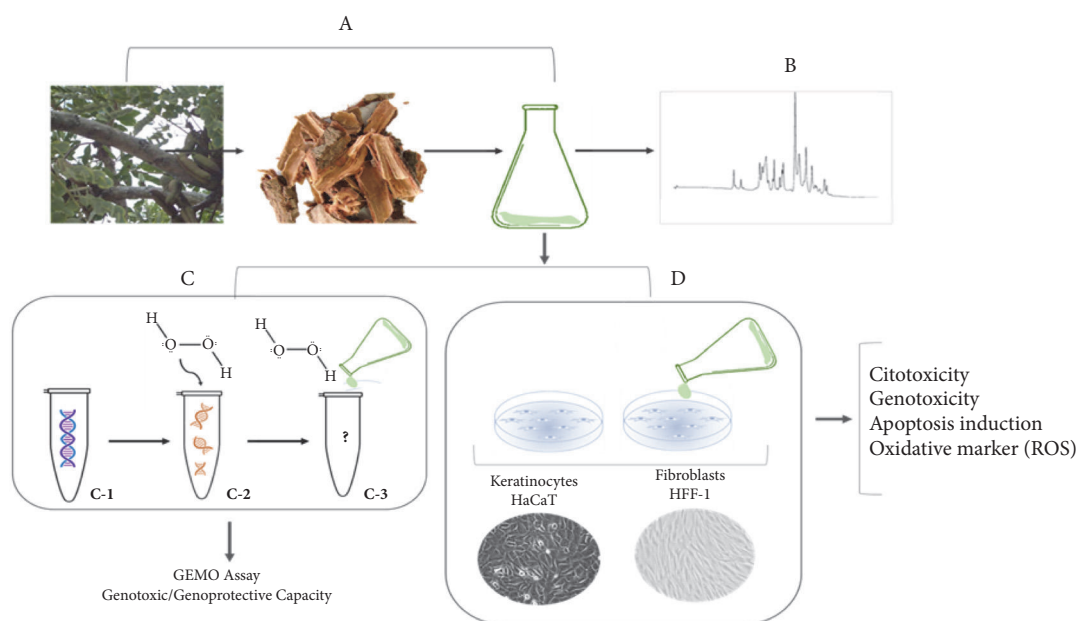 A
B
C
D
H
:O
O:
H
H
:O
O:
H
?
C-1
C-2
C-3
GEMO Assay
Genotoxic/Genoprotective Capacity
Keratinocytes
HaCaT
Fibroblasts
HFF-1
Citotoxicity
Genotoxicity
Apoptosis induction
Oxidative marker (ROS)